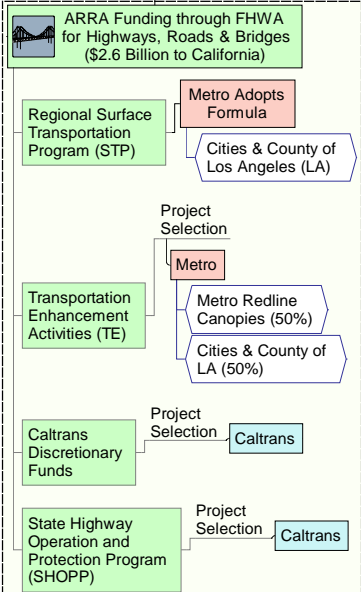 ARRA Funding through FHWA
for Highways, Roads & Bridges
($2.6 Billion to California)
Regional Surface
Transportation
Program (STP)
Metro Adopts
Formula
Cities & County of
Los Angeles (LA)
Transportation
Enhancement
Activities (TE)
Project
Selection
Metro
Metro Redline
Canopies (50%)
Cities & County of
LA (50%)
Caltrans
Discretionary
Funds
Project
Selection
Caltrans
State Highway
Operation and
Protection Program
(SHOPP)
Project
Selection
Caltrans